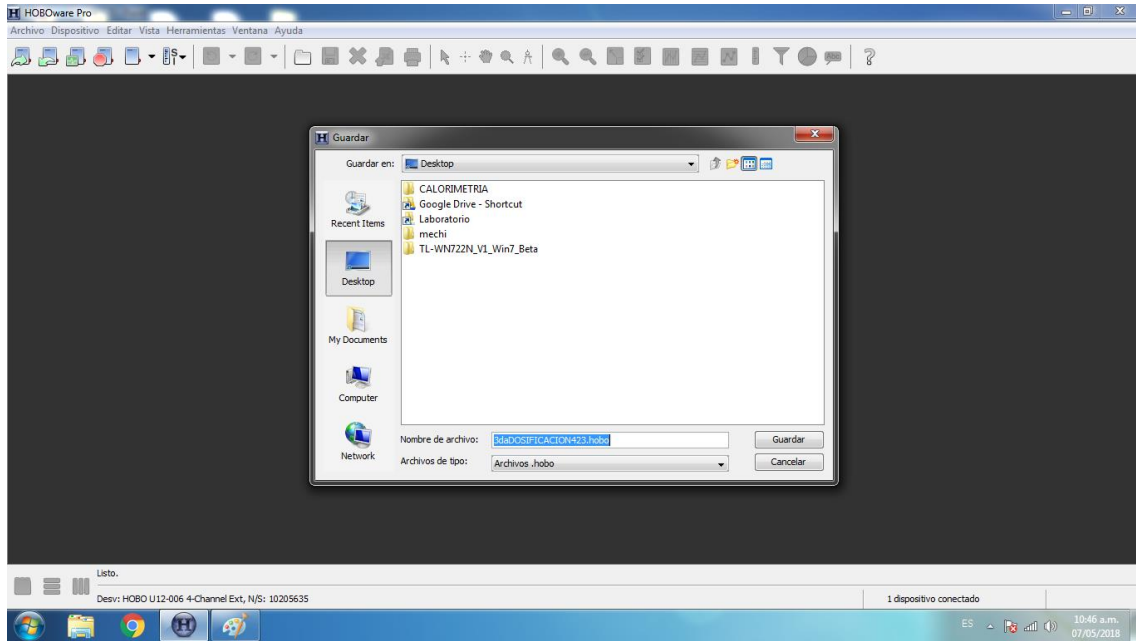 HOBOware Pro
Archivo Dispositivo Editar Vista Herramientas Ventana Ayuda
Guardar
Guardar en: Desktop
Recent Items
Desktop
My Documents
Computer
Network
CALORIMETRIA
Google Drive - Shortcut
Laboratorio
mechi
TL-WN722N_V1_Win7_Beta
Nombre de archivo: 3daDOSIFICACION423.hobo Guardar
Archivos de tipo: Archivos .hobo Cancelar
Listo.
Desv: HOBO U12-006 4-Channel Ext, N/S: 10205635 1 dispositivo conectado
ES 10:46 a.m.
07/05/2018